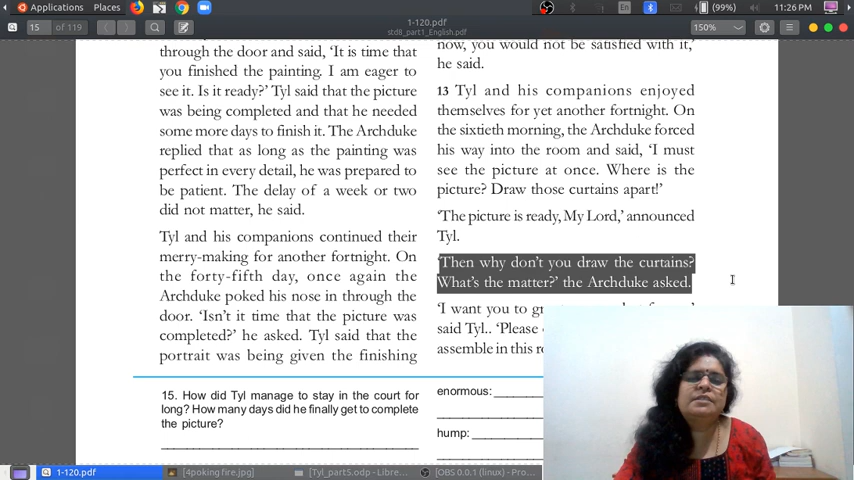 Applications Places En (99%) 11:26 PM
15 of 119 1-120.pdf 150%
std8_part1_English.pdf
through the door and said, ‘It is time that
you finished the painting. I am eager to
see it. Is it ready?’ Tyl said that the picture
was being completed and that he needed
some more days to finish it. The Archduke
replied that as long as the painting was
perfect in every detail, he was prepared to
be patient. The delay of a week or two
did not matter, he said.
Tyl and his companions continued their
merry-making for another fortnight. On
the forty-fifth day, once again the
Archduke poked his nose in through the
door. ‘Isn’t it time that the picture was
completed?’ he asked. Tyl said that the
portrait was being given the finishing
now, you would not be satisfied with it,’
he said.
13 Tyl and his companions enjoyed
themselves for yet another fortnight. On
the sixtieth morning, the Archduke forced
his way into the room and said, ‘I must
see the picture at once. Where is the
picture? Draw those curtains apart!’
‘The picture is ready, My Lord,’ announced
Tyl.
‘Then why don’t you draw the curtains?
What’s the matter?’ the Archduke asked.
‘I want you to
said Tyl.. ‘Please
assemble in this
15. How did Tyl manage to stay in the court for
long? How many days did he finally get to complete
the picture?
enormous:
hump:
1-120.pdf [4poking fire.jpg] [Tyl_part5.odp - Libre... [OBS 0.0.1 (linux) - Pro...